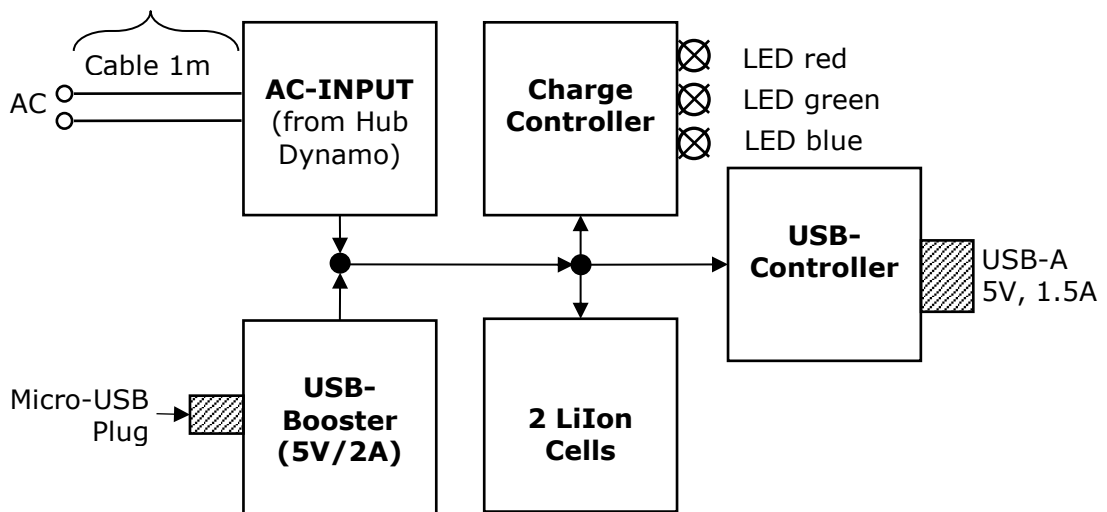 Cable 1m
AC
AC-INPUT
(from Hub
Dynamo)
Charge
Controller
LED red
LED green
LED blue
USB-
Controller
USB-A
5V, 1.5A
Micro-USB
Plug
USB-
Booster
(5V/2A)
2 LiIon
Cells